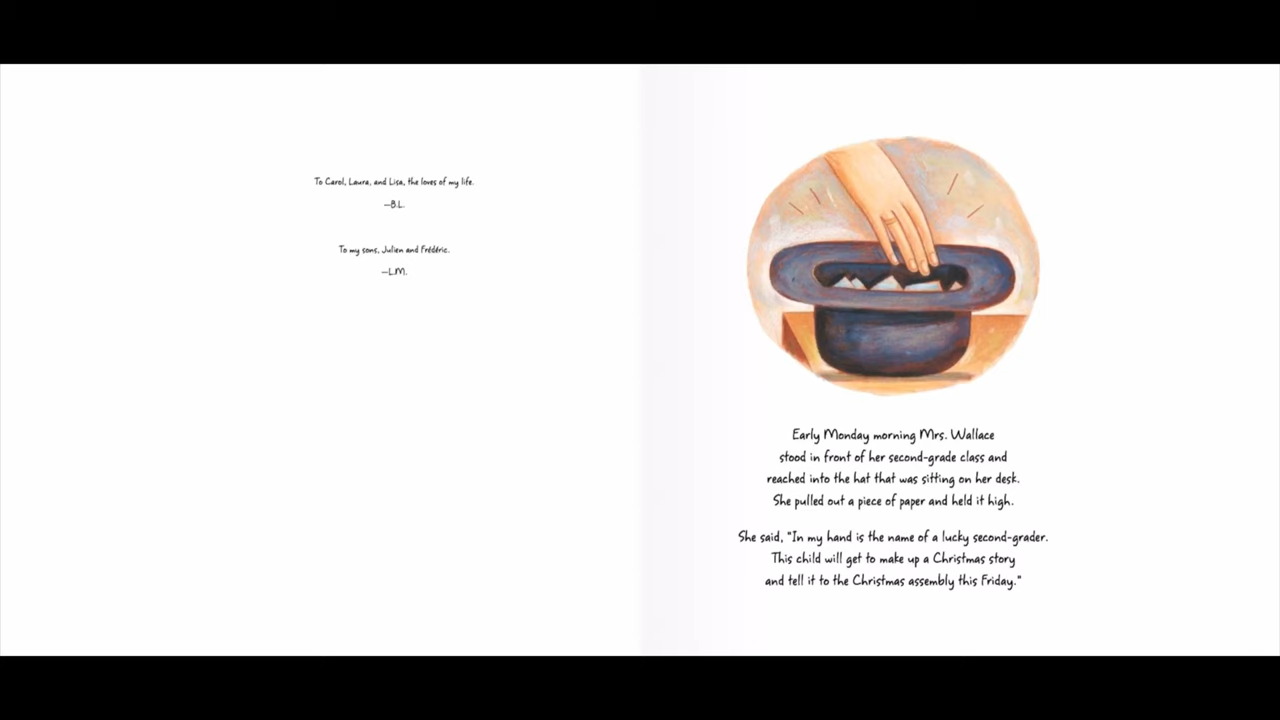 To Carol, Laura, and Lisa, the loves of my life.
—B.L.
To my sons, Julien and Frédéric.
—L.M.
Early Monday morning Mrs. Wallace
stood in front of her second-grade class and
reached into the hat that was sitting on her desk.
She pulled out a piece of paper and held it high.
She said, "In my hand is the name of a lucky second-grader.
This child will get to make up a Christmas story
and tell it to the Christmas assembly this Friday."